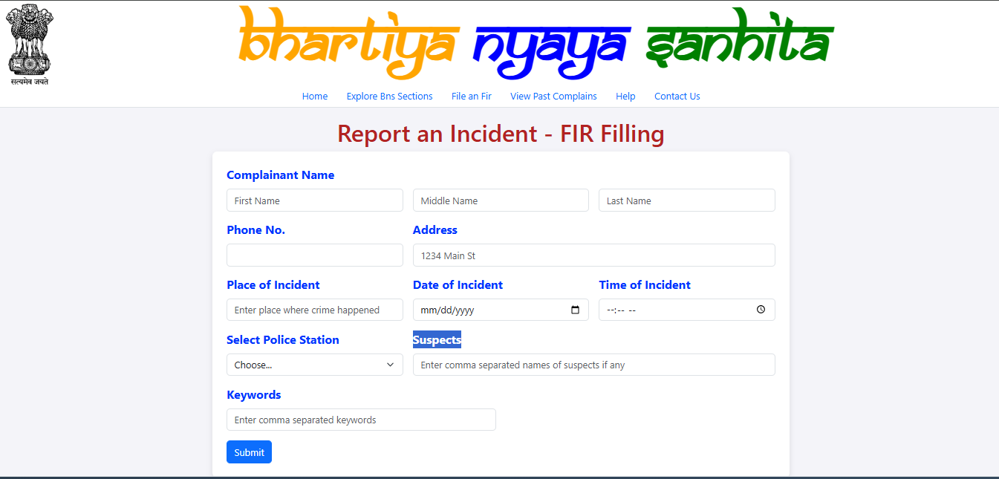 bhartiya nyaya sanhita
सत्यमेव जयते
Home Explore Bns Sections File an Fir View Past Complains Help Contact Us
Report an Incident - FIR Filling
Complainant Name
First Name Middle Name Last Name
Phone No. Address
1234 Main St
Place of Incident Date of Incident Time of Incident
Enter place where crime happened mm/dd/yyyy --:-- --
Select Police Station Suspects
Choose... Enter comma separated names of suspects if any
Keywords
Enter comma separated keywords
Submit